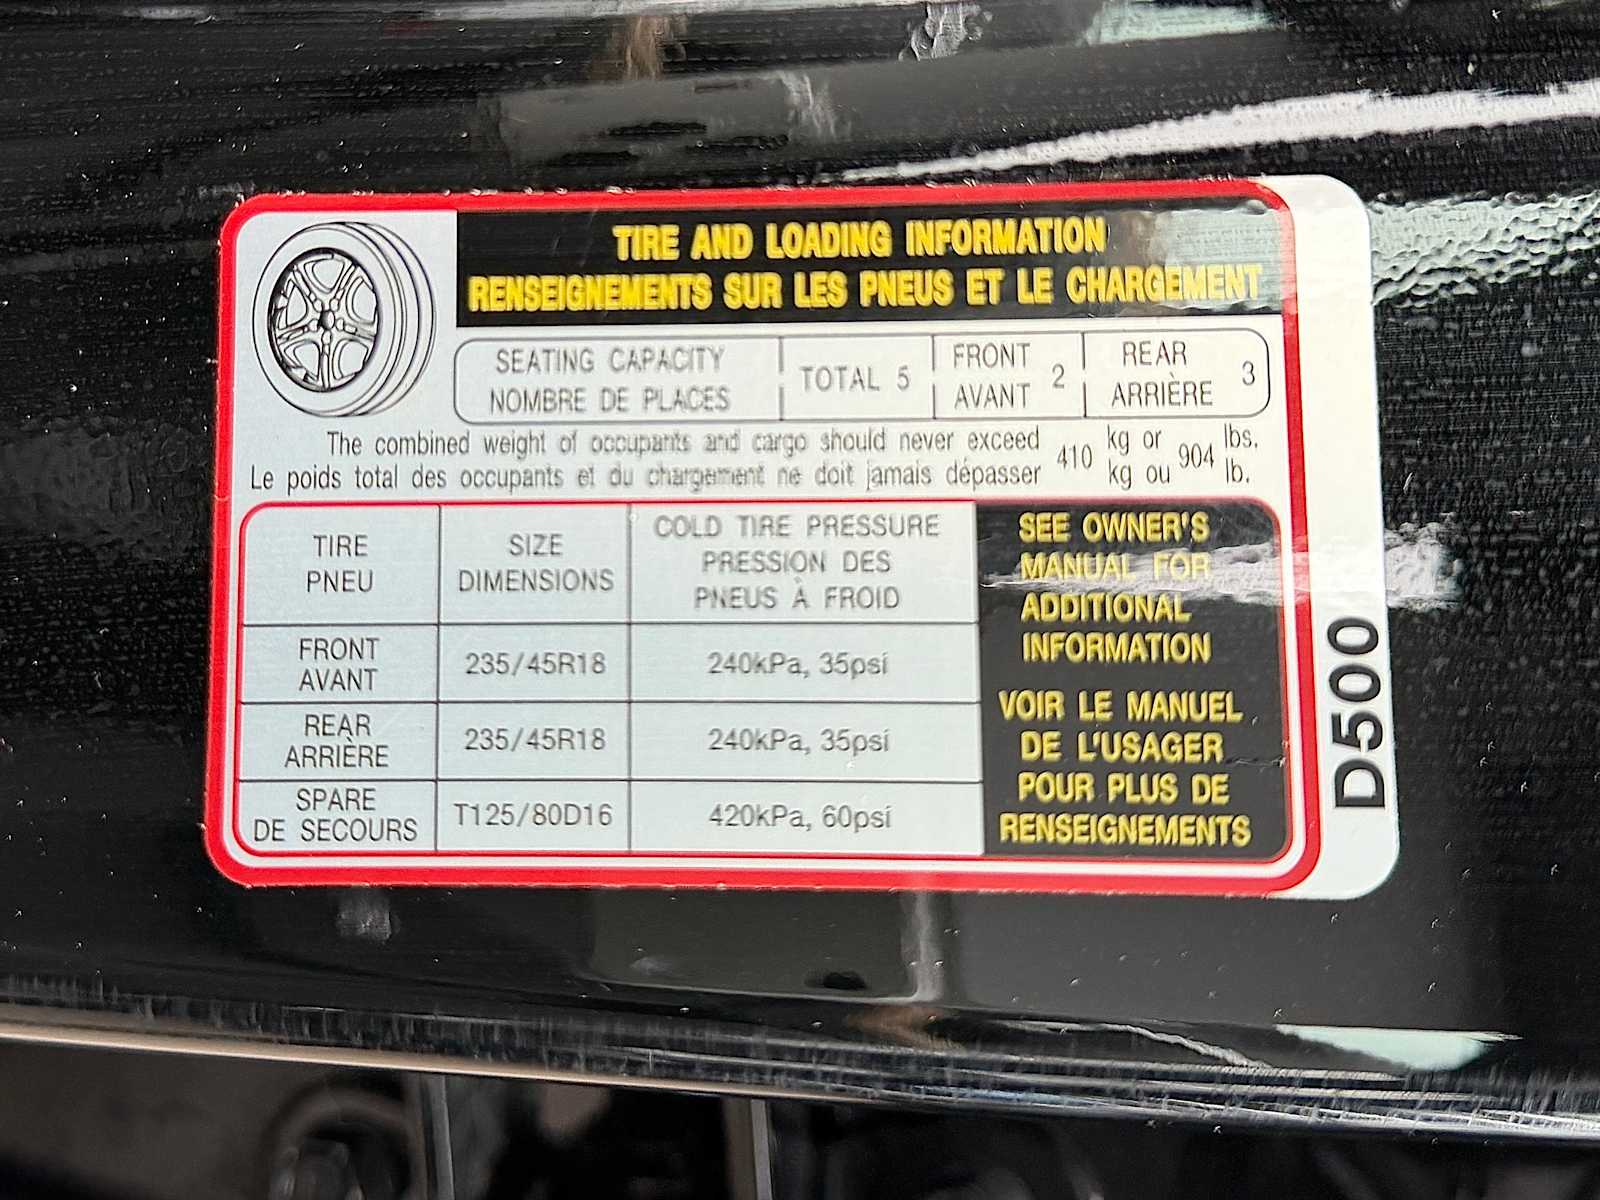 TIRE AND LOADING INFORMATION
RENSEIGNEMENTS SUR LES PNEUS ET LE CHARGEMENT
SEATING CAPACITY
NOMBRE DE PLACES
TOTAL 5
FRONT
AVANT
2
REAR
ARRIÈRE
3
The combined weight of occupants and cargo should never exceed 410 kg or 904 lbs.
Le poids total des occupants et du chargement ne doit jamais dépasser kg ou lb.
TIRE
PNEU
SIZE
DIMENSIONS
COLD TIRE PRESSURE
PRESSION DES
PNEUS À FROID
FRONT
AVANT
235/45R18
240kPa, 35psi
REAR
ARRIÈRE
235/45R18
240kPa, 35psi
SPARE
DE SECOURS
T125/80D16
420kPa, 60psi
SEE OWNER'S
MANUAL FOR
ADDITIONAL
INFORMATION
VOIR LE MANUEL
DE L'USAGER
POUR PLUS DE
RENSEIGNEMENTS
D500